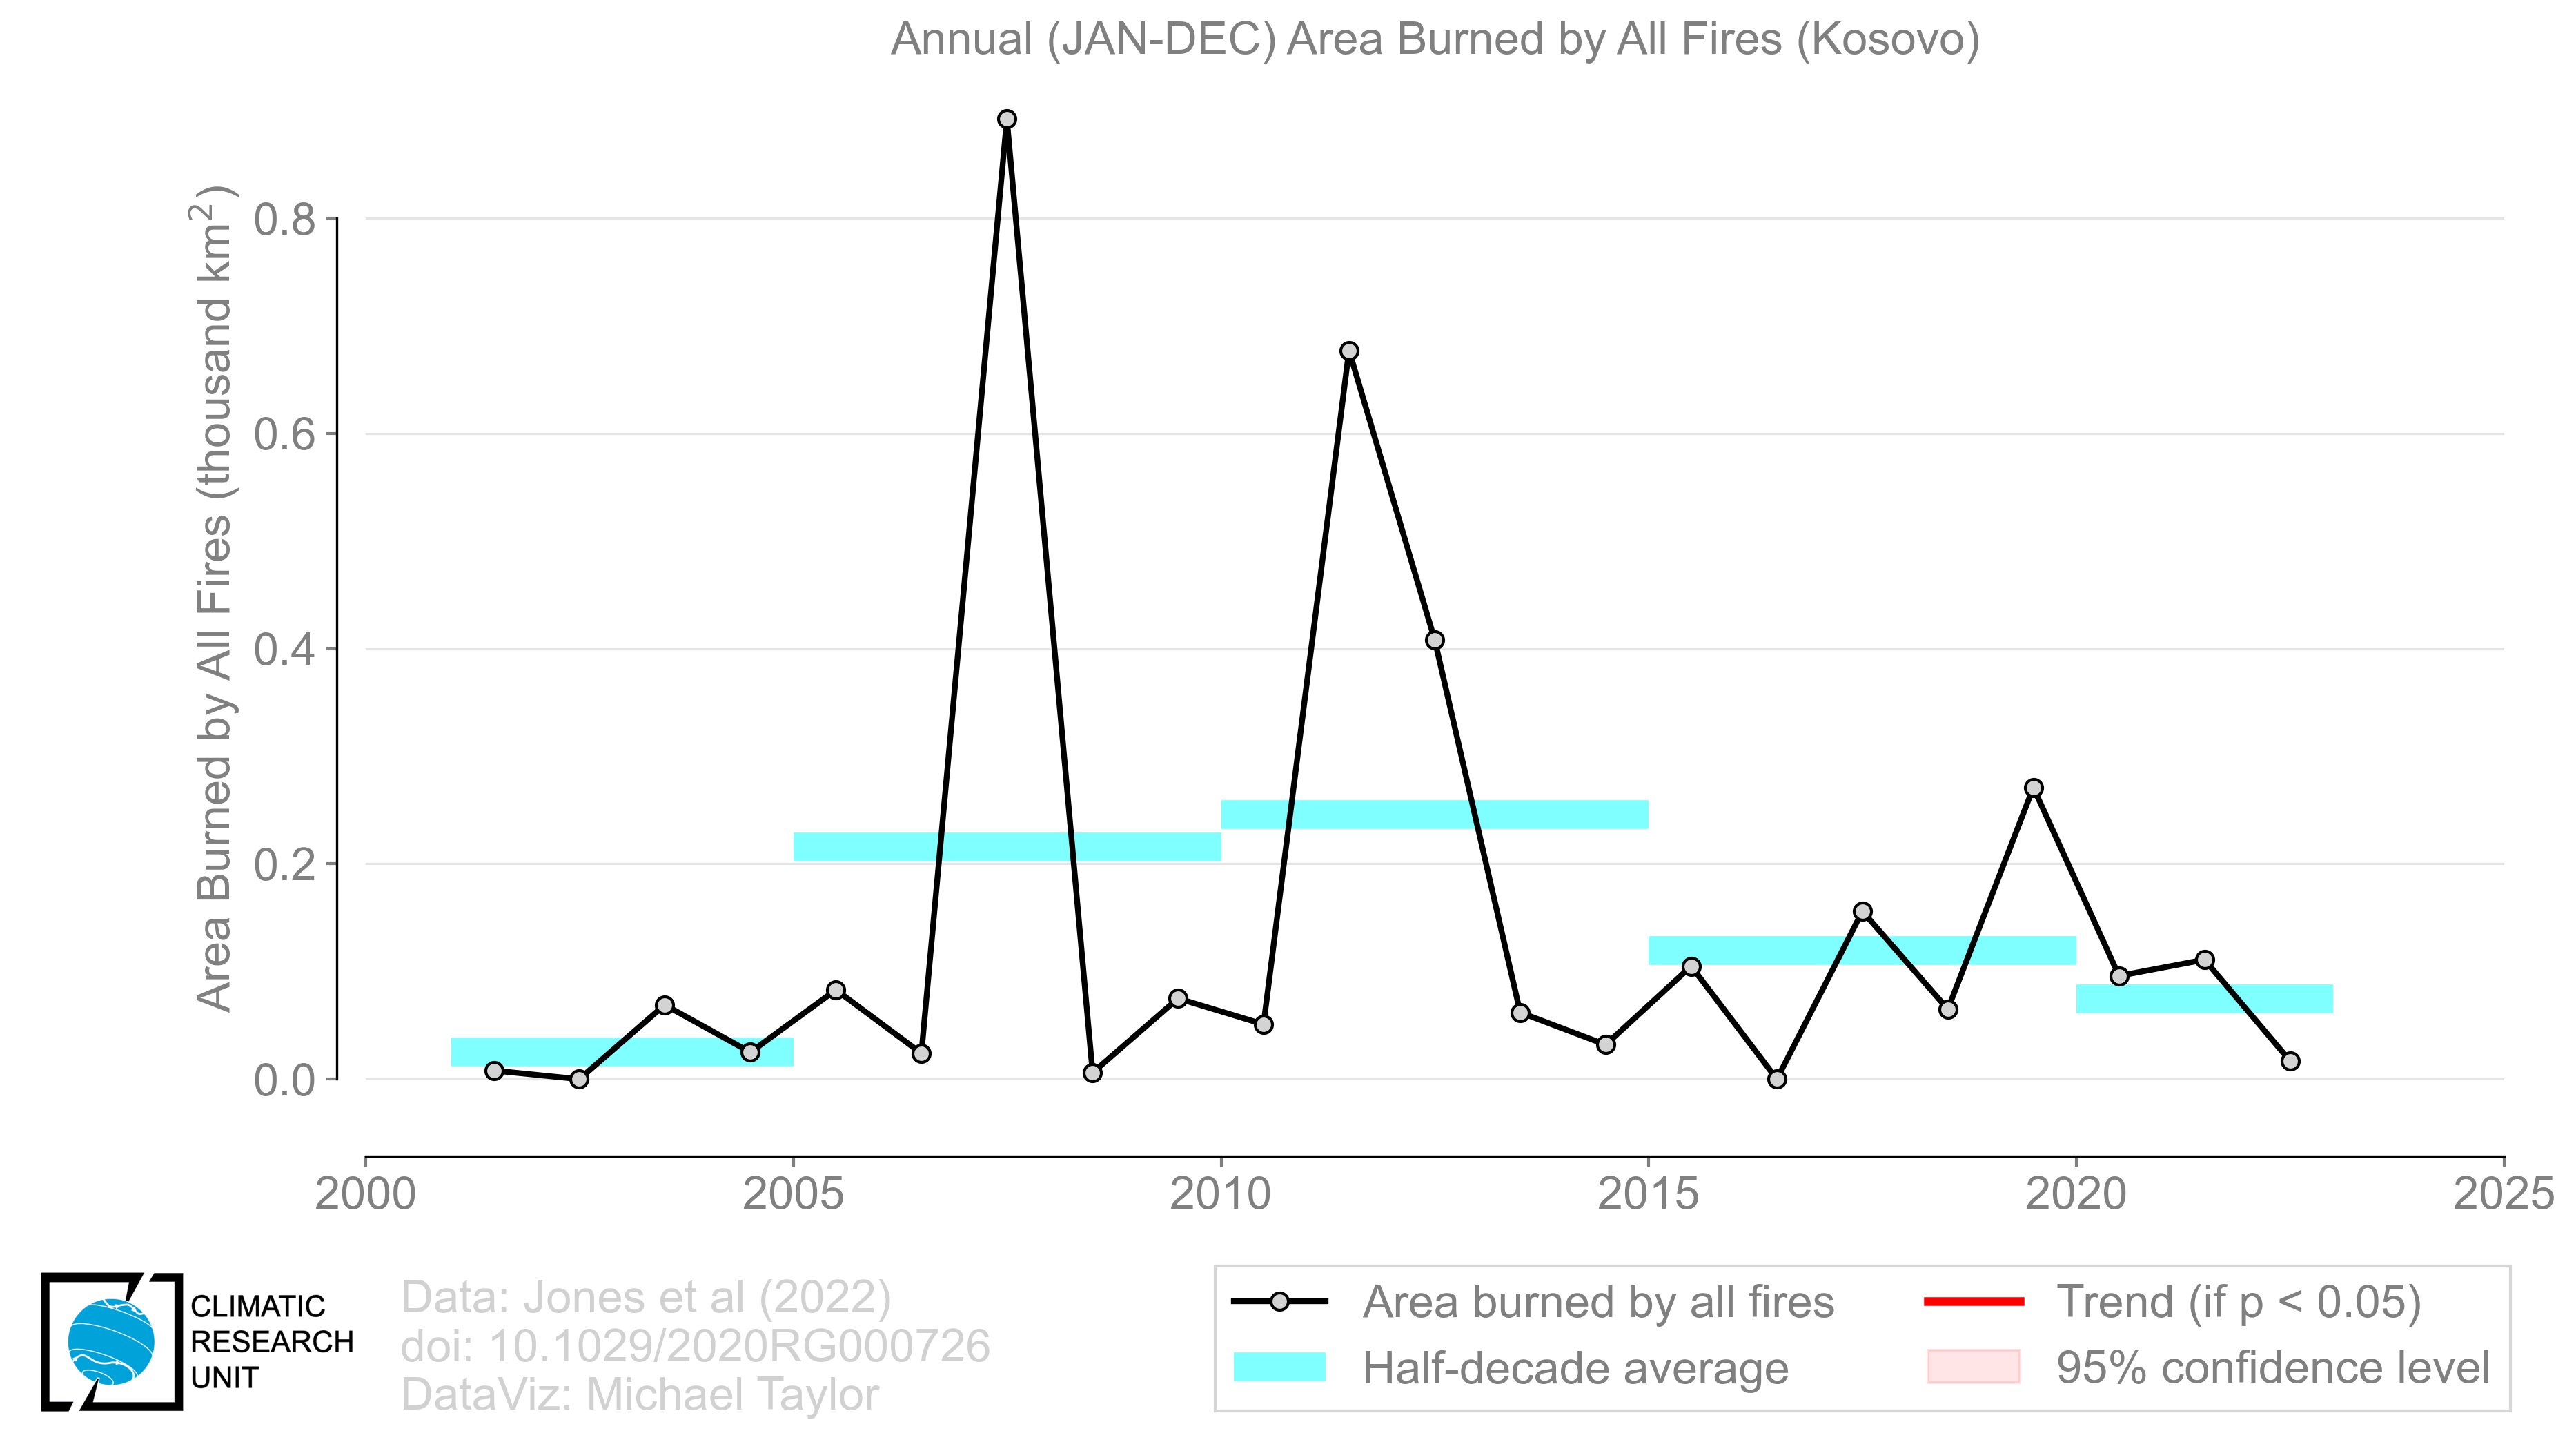 Annual (JAN-DEC) Area Burned by All Fires (Kosovo)
Area Burned by All Fires (thousand km²)
0.8
0.6
0.4
0.2
0.0
2000 2005 2010 2015 2020 2025
CLIMATIC
RESEARCH
UNIT
Data: Jones et al (2022)
doi: 10.1029/2020RG000726
DataViz: Michael Taylor
Area burned by all fires
Half-decade average
Trend (if p < 0.05)
95% confidence level